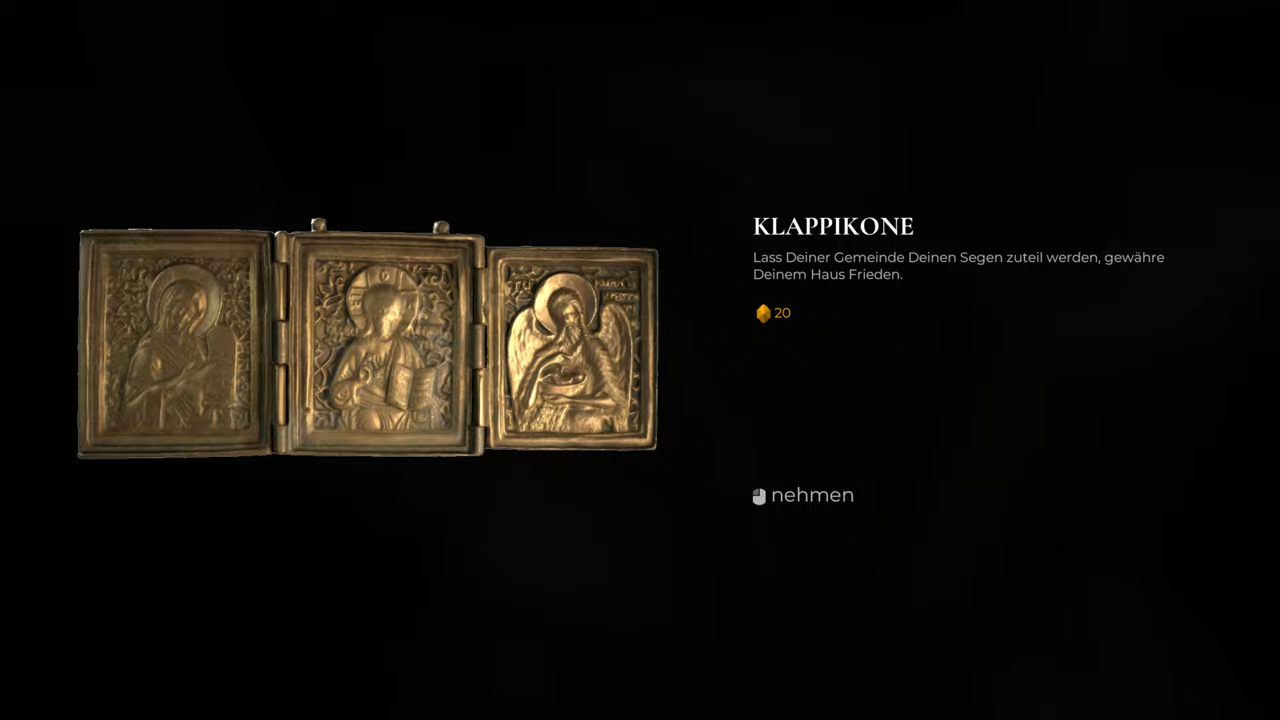 KLAPPIKONE
Lass Deiner Gemeinde Deinen Segen zuteil werden, gewähre
Deinem Haus Frieden.
20
nehmen